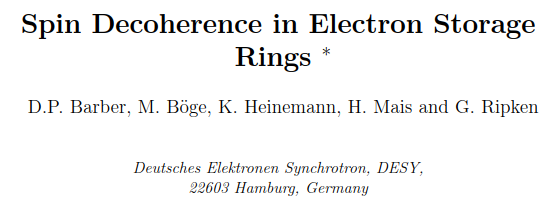 Spin Decoherence in Electron Storage
Rings *
D.P. Barber, M. Böge, K. Heinemann, H. Mais and G. Ripken
Deutsches Elektronen Synchrotron, DESY,
22603 Hamburg, Germany